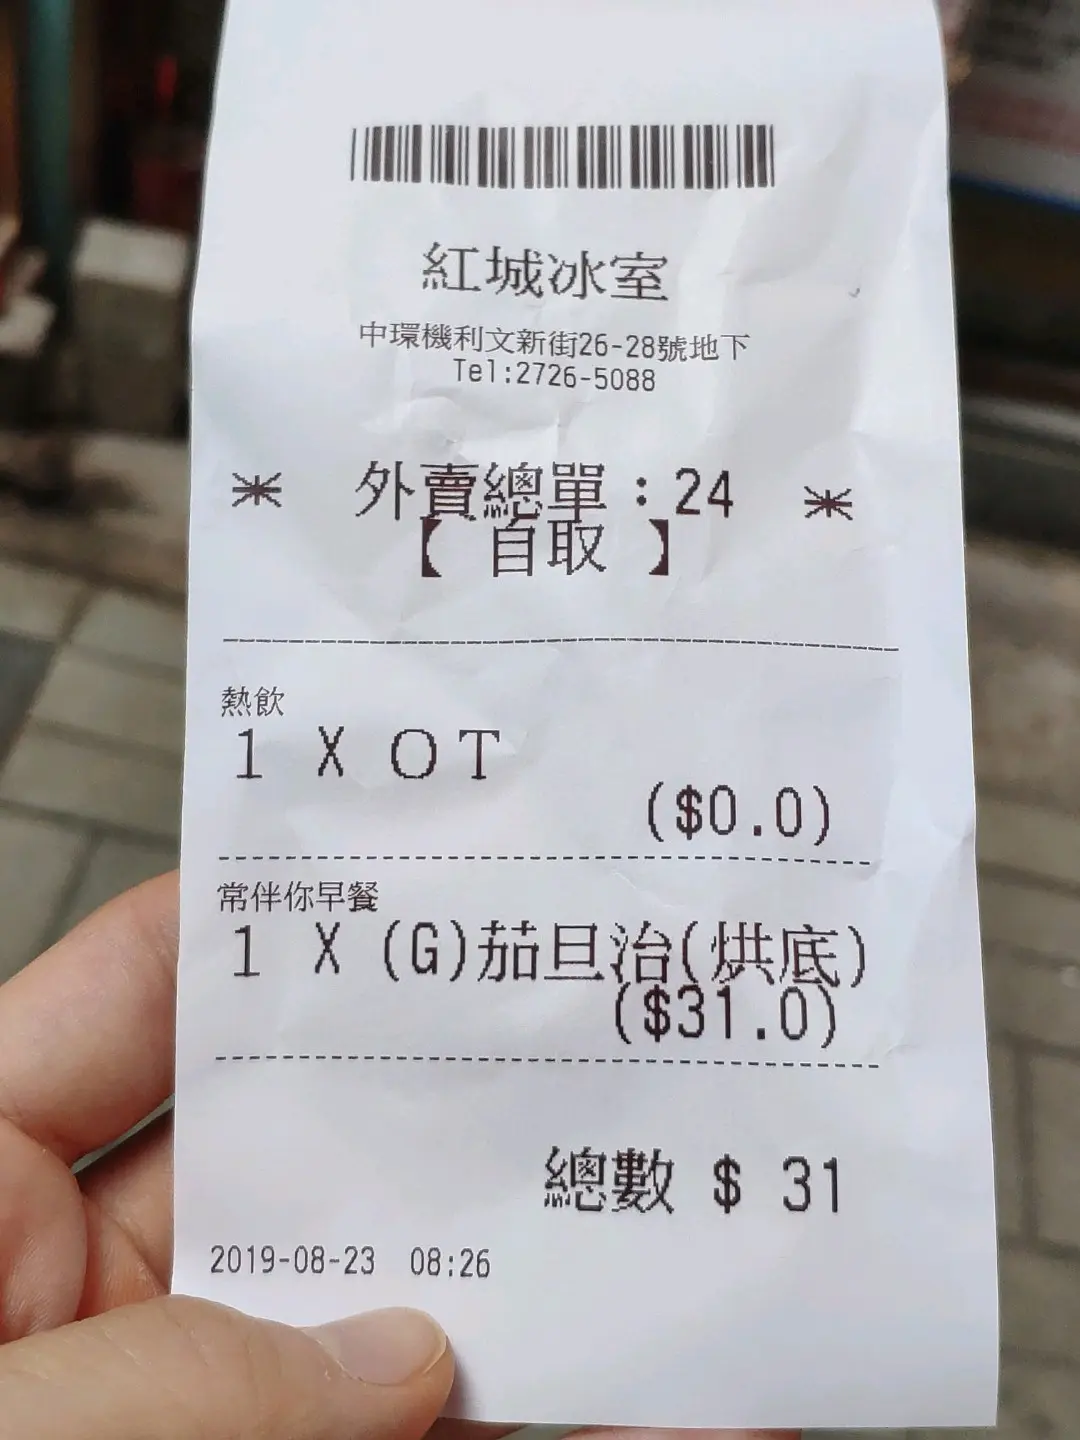 紅城冰室
中環機利文新街26-28號地下
Tel:2726-5088
* 外賣總單:24 *
【 自取 】
熱飲
1 X OT
($0.0)
常伴你早餐
1 X (G)茄旦治(烘底)
($31.0)
總數 $ 31
2019-08-23 08:26